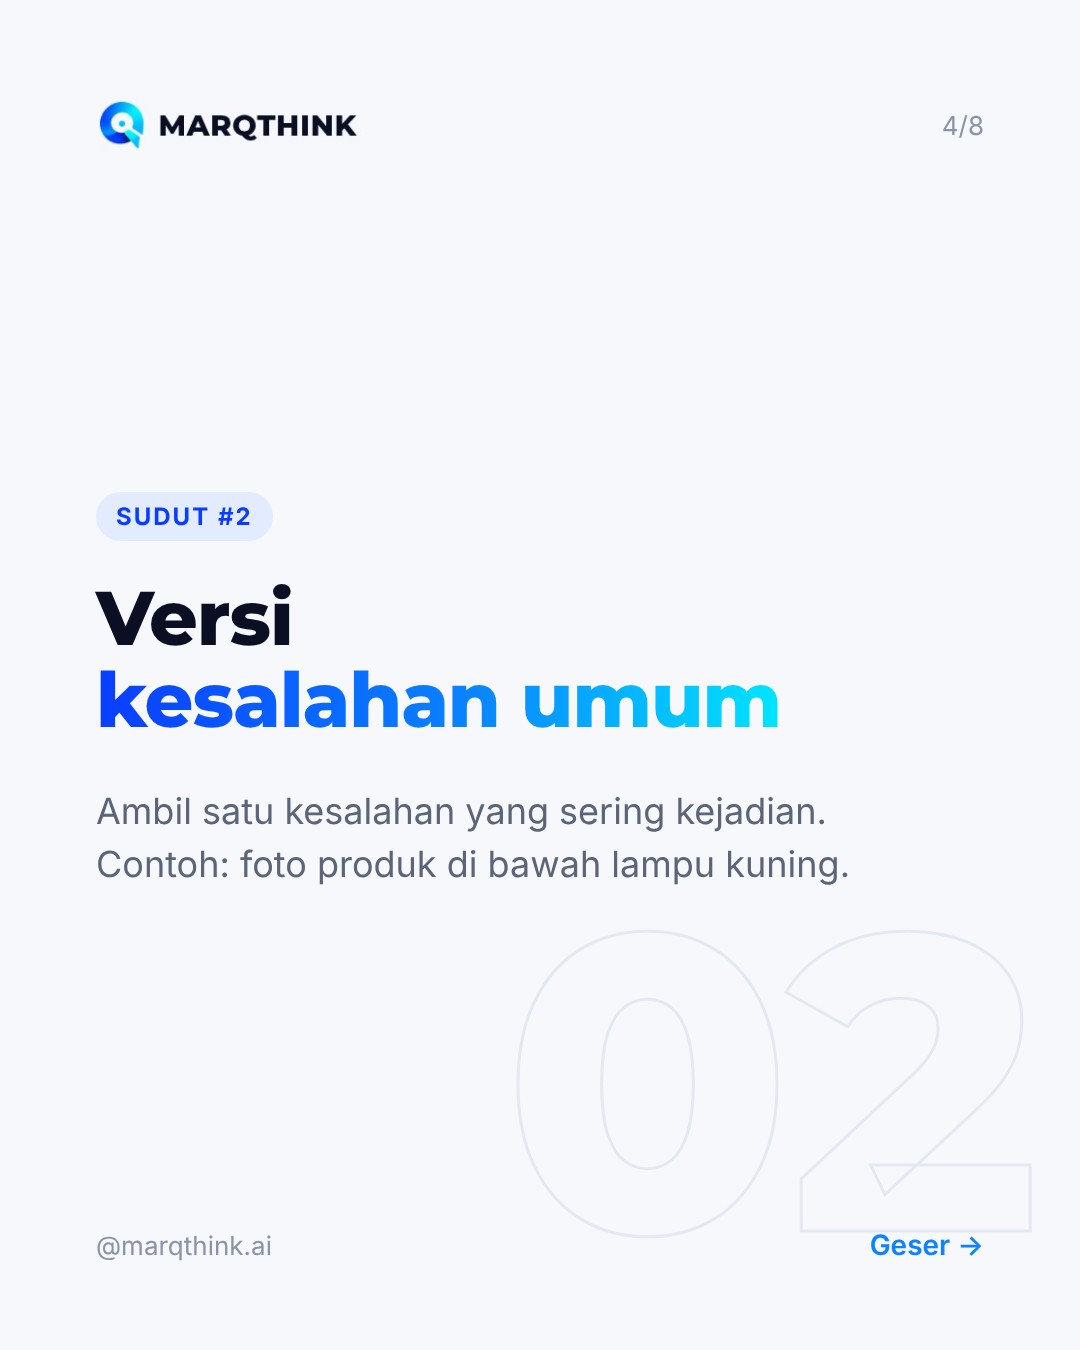 MARQTHINK
4/8
SUDUT #2
Versi
kesalahan umum
Ambil satu kesalahan yang sering kejadian.
Contoh: foto produk di bawah lampu kuning.
02
@marqthink.ai
Geser →